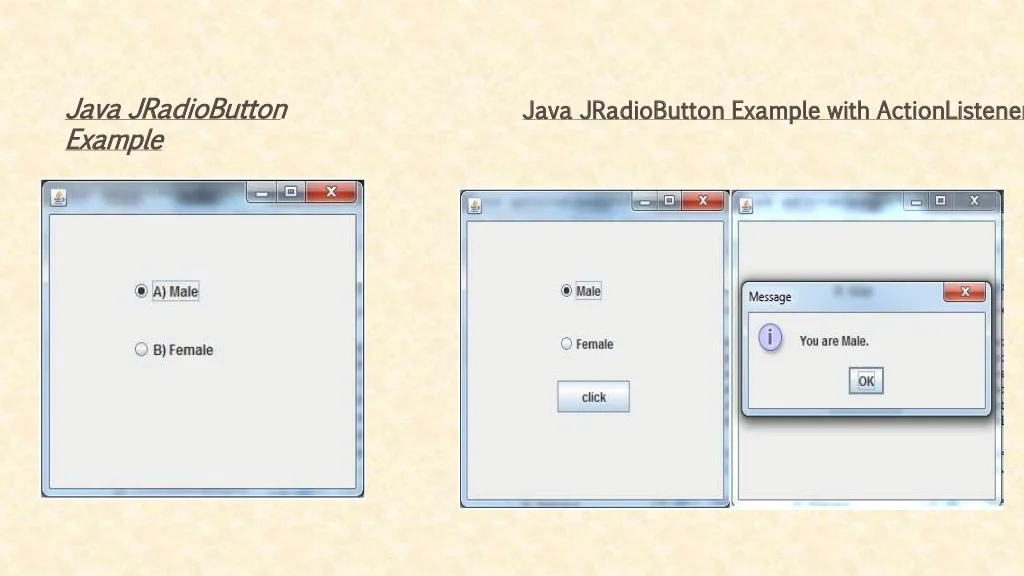 Java JRadioButton
Example
Java JRadioButton Example with ActionListener
A) Male
B) Female
Male
Female
click
Message
You are Male.
OK